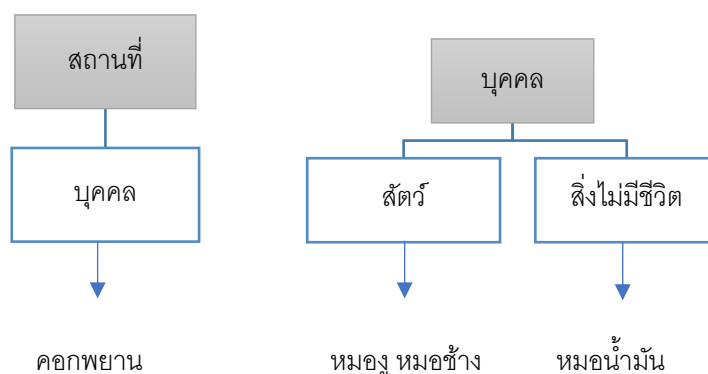 สถานที่
บุคคล
บุคคล
สัตว์ สิ่งไม่มีชีวิต
คอกพยาน หมองู หมอช้าง หมอน้ำมัน